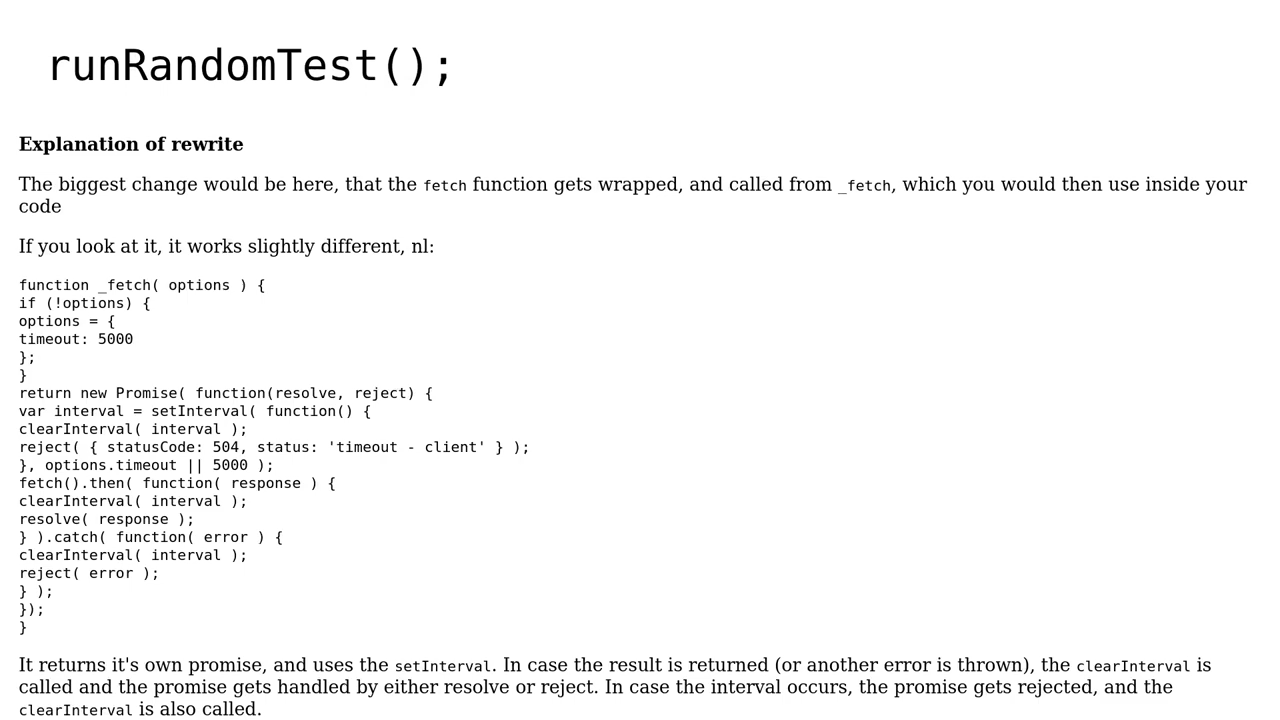 runRandomTest();
Explanation of rewrite
The biggest change would be here, that the fetch function gets wrapped, and called from _fetch, which you would then use inside your
code
If you look at it, it works slightly different, nl:
function _fetch( options ) {
if (!options) {
options = {
timeout: 5000
};
}
return new Promise( function(resolve, reject) {
var interval = setInterval( function() {
clearInterval( interval );
reject( { statusCode: 504, status: 'timeout - client' } );
}, options.timeout || 5000 );
fetch().then( function( response ) {
clearInterval( interval );
resolve( response );
} ).catch( function( error ) {
clearInterval( interval );
reject( error );
} );
});
}
It returns it's own promise, and uses the setInterval. In case the result is returned (or another error is thrown), the clearInterval is
called and the promise gets handled by either resolve or reject. In case the interval occurs, the promise gets rejected, and the
clearInterval is also called.